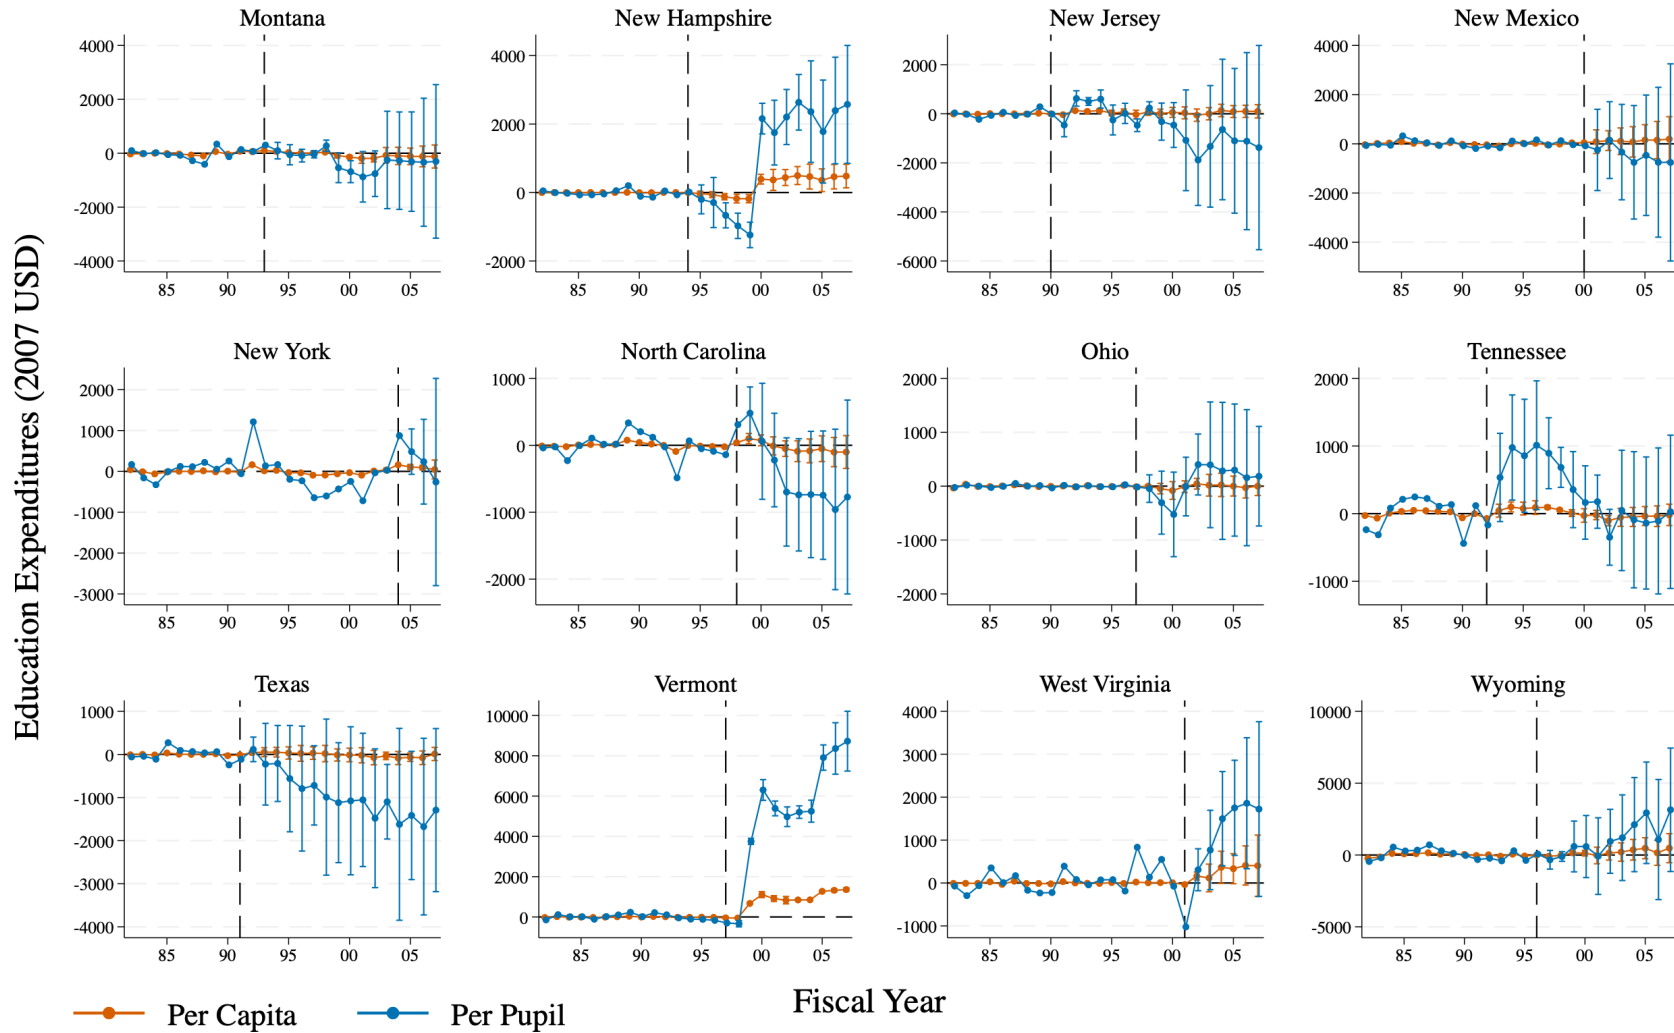 Montana
New Hampshire
New Jersey
New Mexico
4000
2000
0
-2000
-4000
85 90 95 00 05
4000
2000
0
-2000
85 90 95 00 05
2000
0
-2000
-4000
-6000
85 90 95 00 05
4000
2000
0
-2000
-4000
85 90 95 00 05
Education Expenditures (2007 USD)
New York
North Carolina
Ohio
Tennessee
2000
1000
0
-1000
-2000
-3000
85 90 95 00 05
1000
0
-1000
-2000
85 90 95 00 05
2000
1000
0
-1000
-2000
85 90 95 00 05
2000
1000
0
-1000
85 90 95 00 05
Texas
Vermont
West Virginia
Wyoming
1000
0
-1000
-2000
-3000
-4000
85 90 95 00 05
10000
8000
6000
4000
2000
0
85 90 95 00 05
4000
3000
2000
1000
0
-1000
85 90 95 00 05
10000
5000
0
-5000
85 90 95 00 05
Fiscal Year
Per Capita
Per Pupil